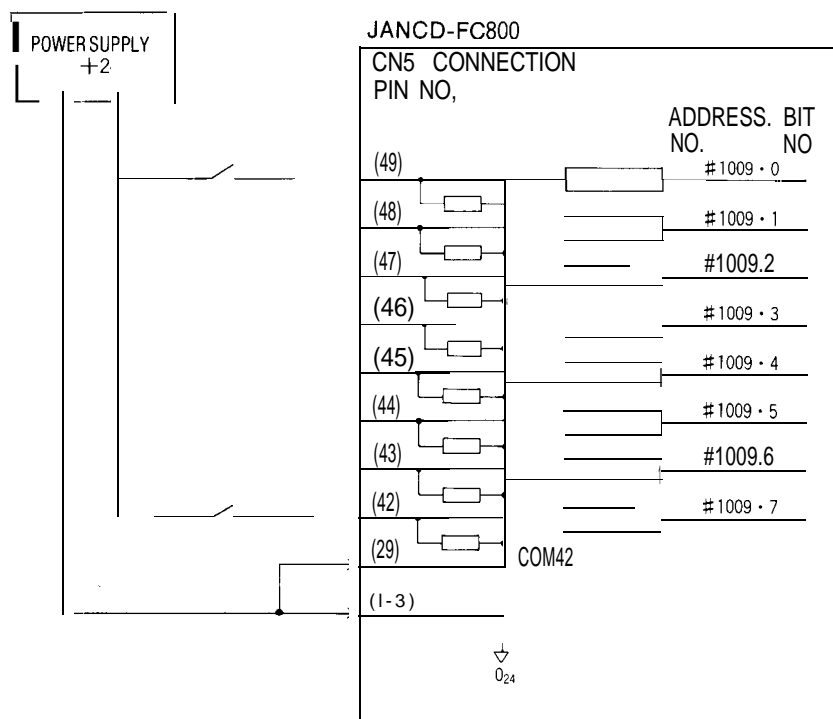 POWER SUPPLY
+2
JANCD-FC800
CN5 CONNECTION
PIN NO,
ADDRESS. BIT
NO. NO
(49) #1009・0
(48) #1009・1
(47) #1009.2
(46) #1009・3
(45) #1009・4
(44) #1009・5
(43) #1009.6
(42) #1009・7
(29) COM42
(I-3)
0₂₄